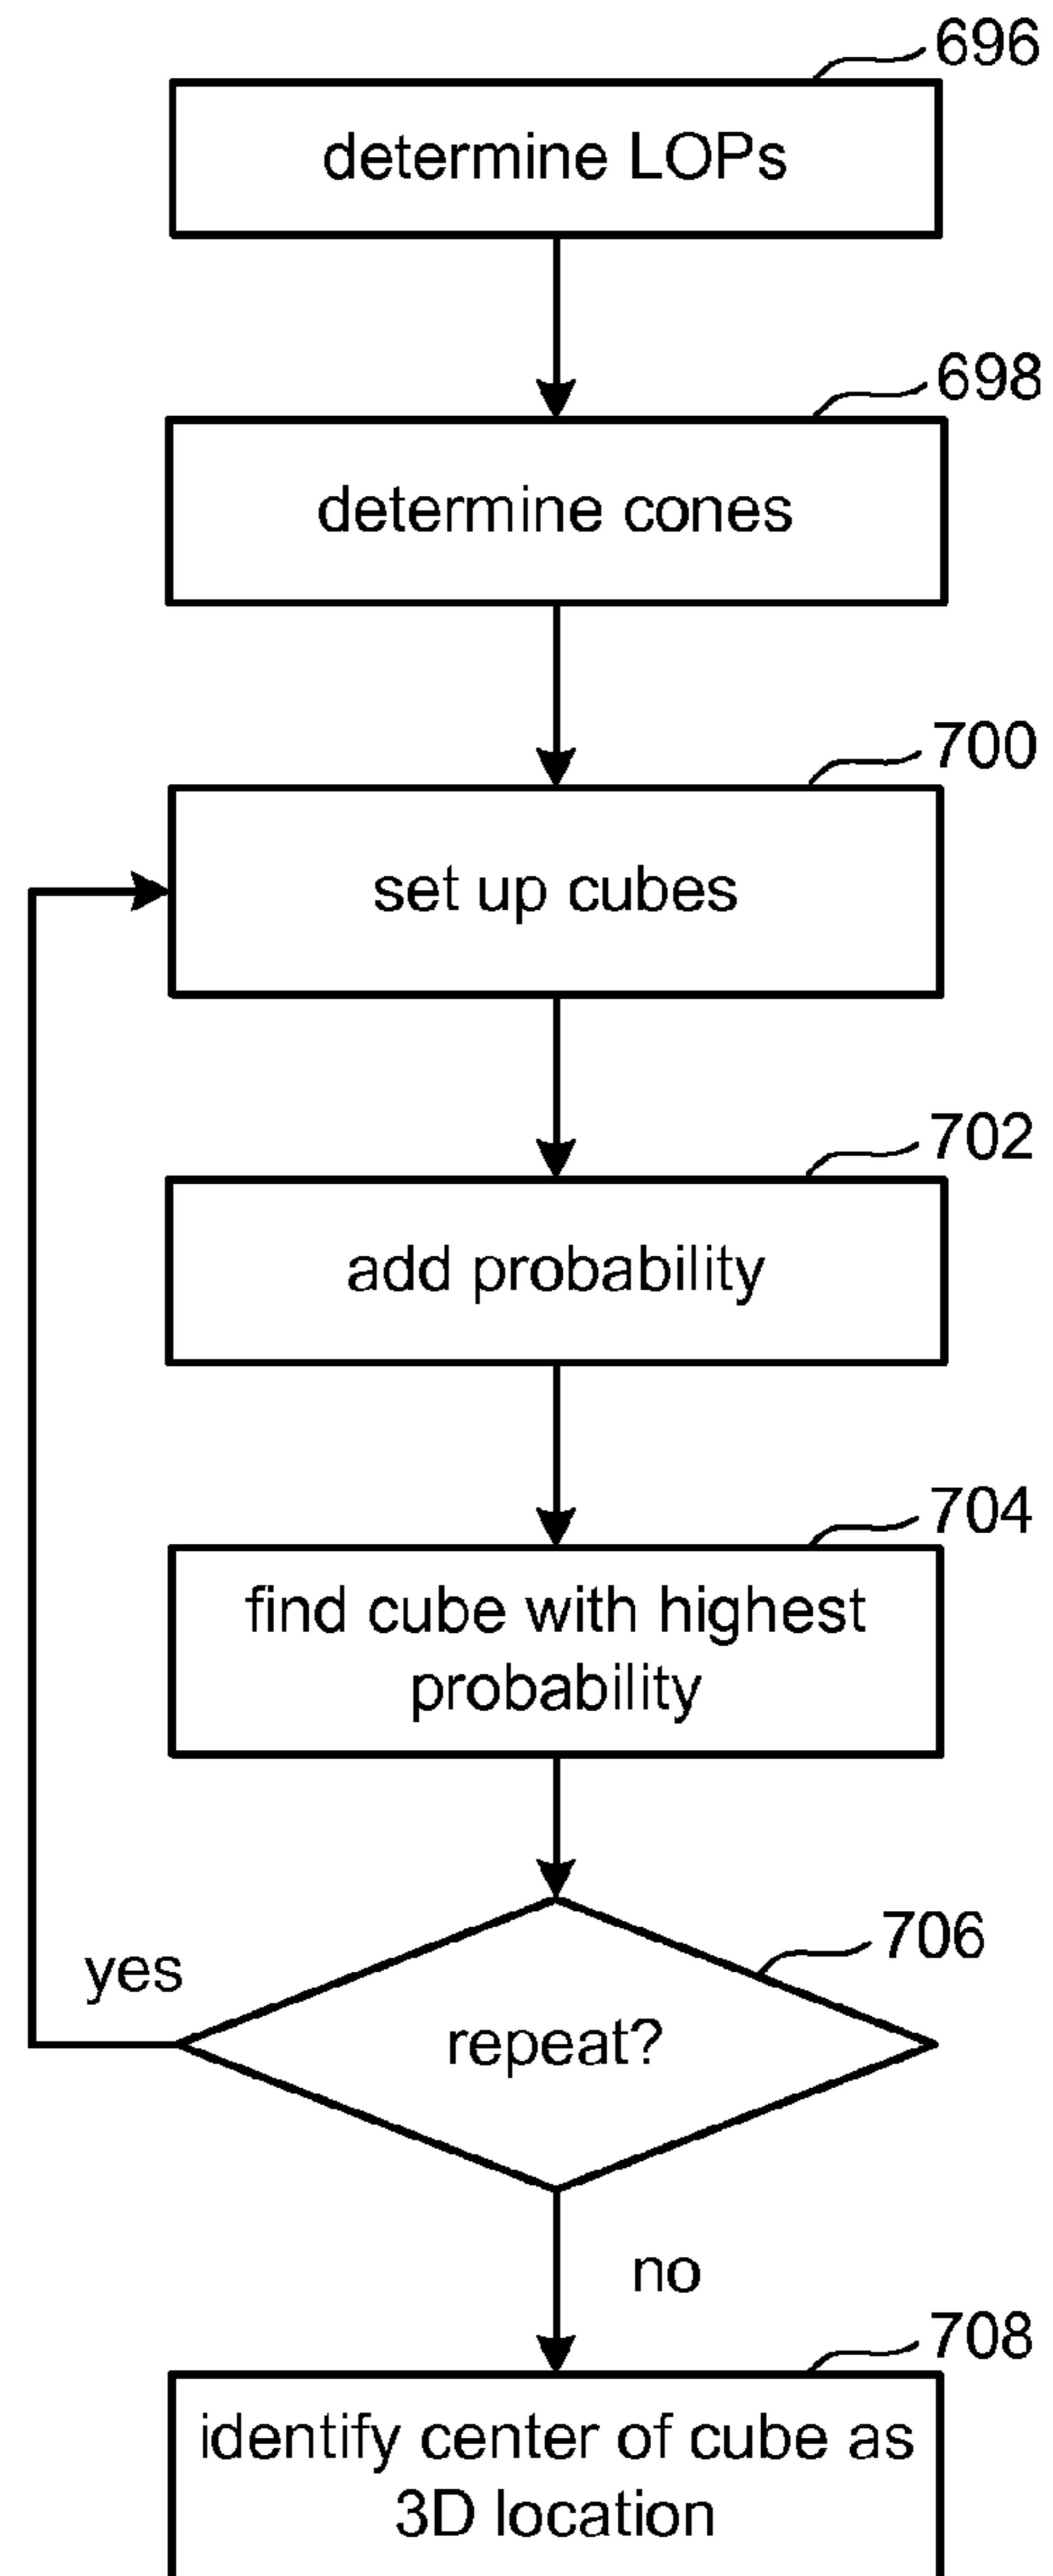 696
determine LOPs
698
determine cones
700
set up cubes
702
add probability
704
find cube with highest
probability
706
yes
repeat?
no
708
identify center of cube as
3D location